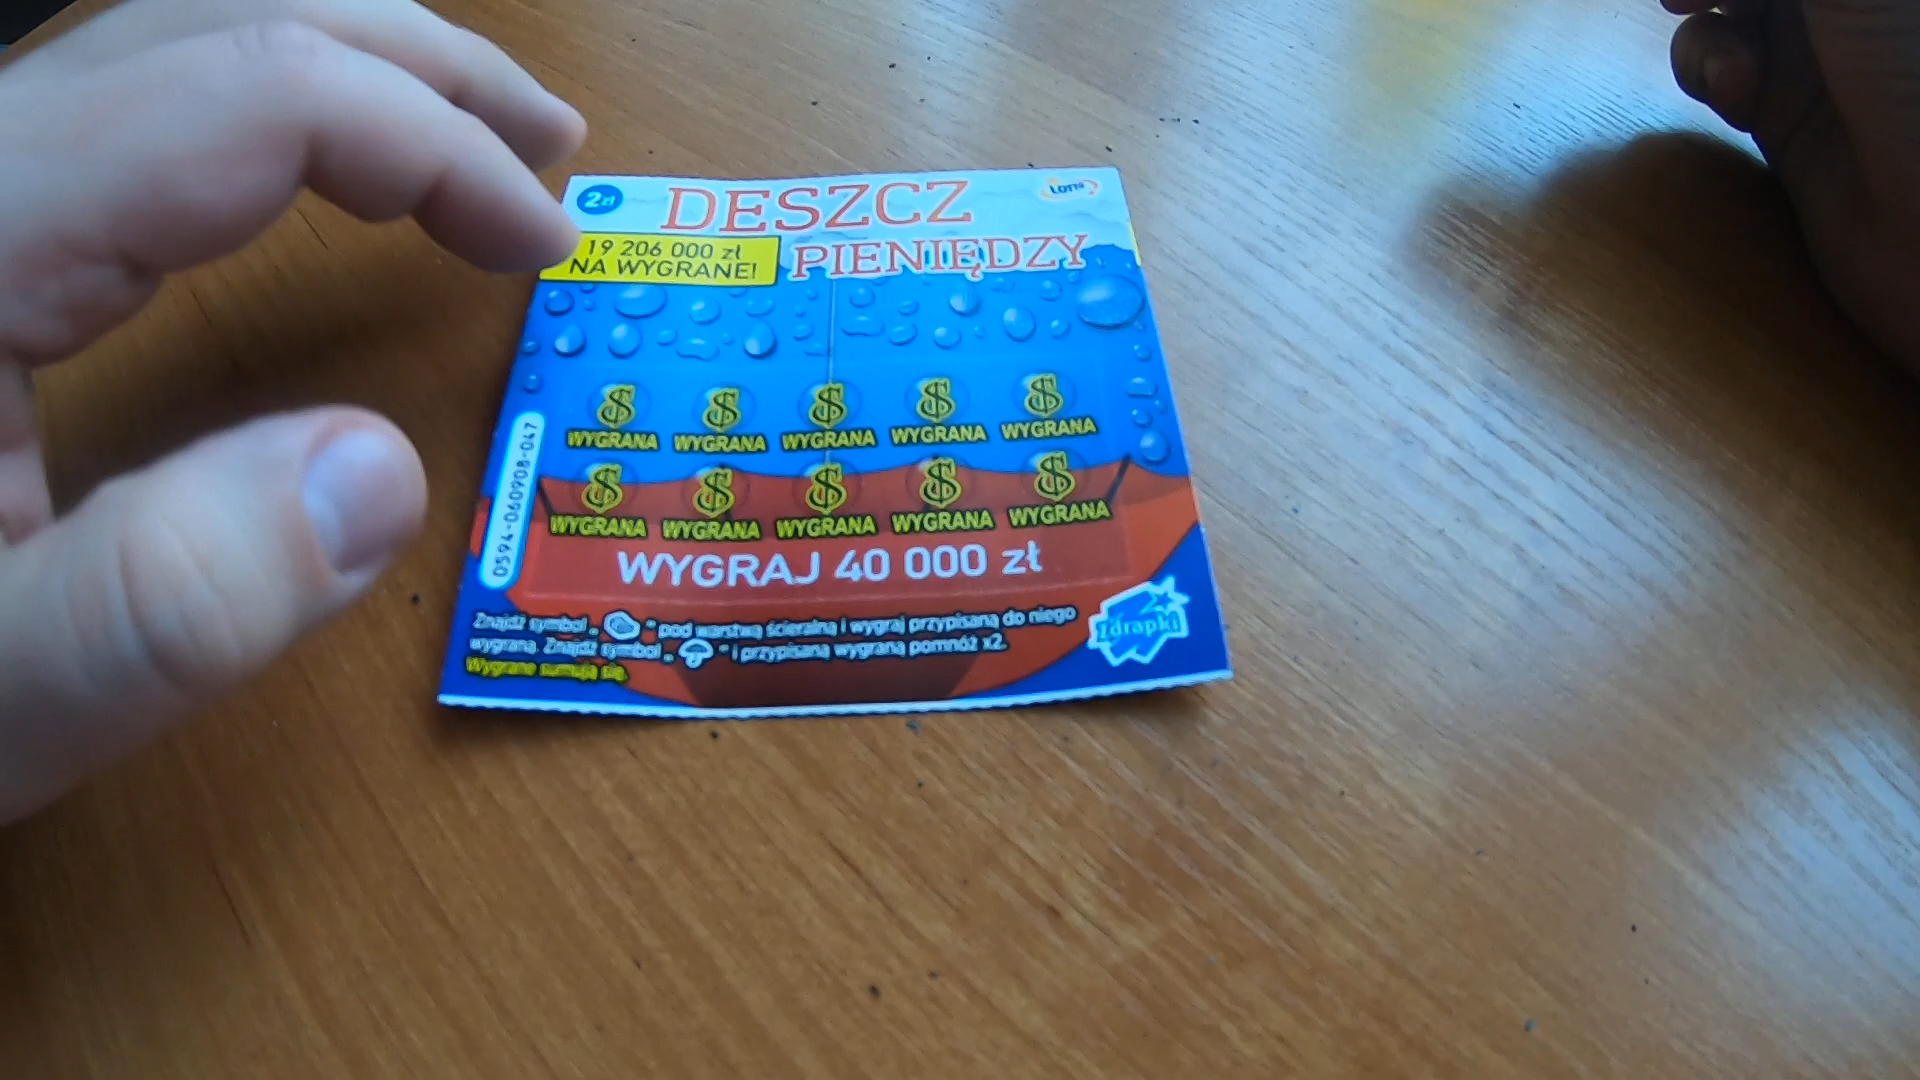 2zł
DESZCZ
LOTTO
19 206 000 zł
NA WYGRANE!
PIENIĘDZY
WYGRANA WYGRANA WYGRANA WYGRANA WYGRANA
WYGRANA WYGRANA WYGRANA WYGRANA WYGRANA
0594-060908-047
WYGRAJ 40 000 zł
Znajdź symbol „ " pod warstwą ścieralną i wygraj przypisaną do niego
wygraną. Znajdź symbol „ " i przypisaną wygraną pomnóż x2.
Wygrane sumują się.
Zdrapki